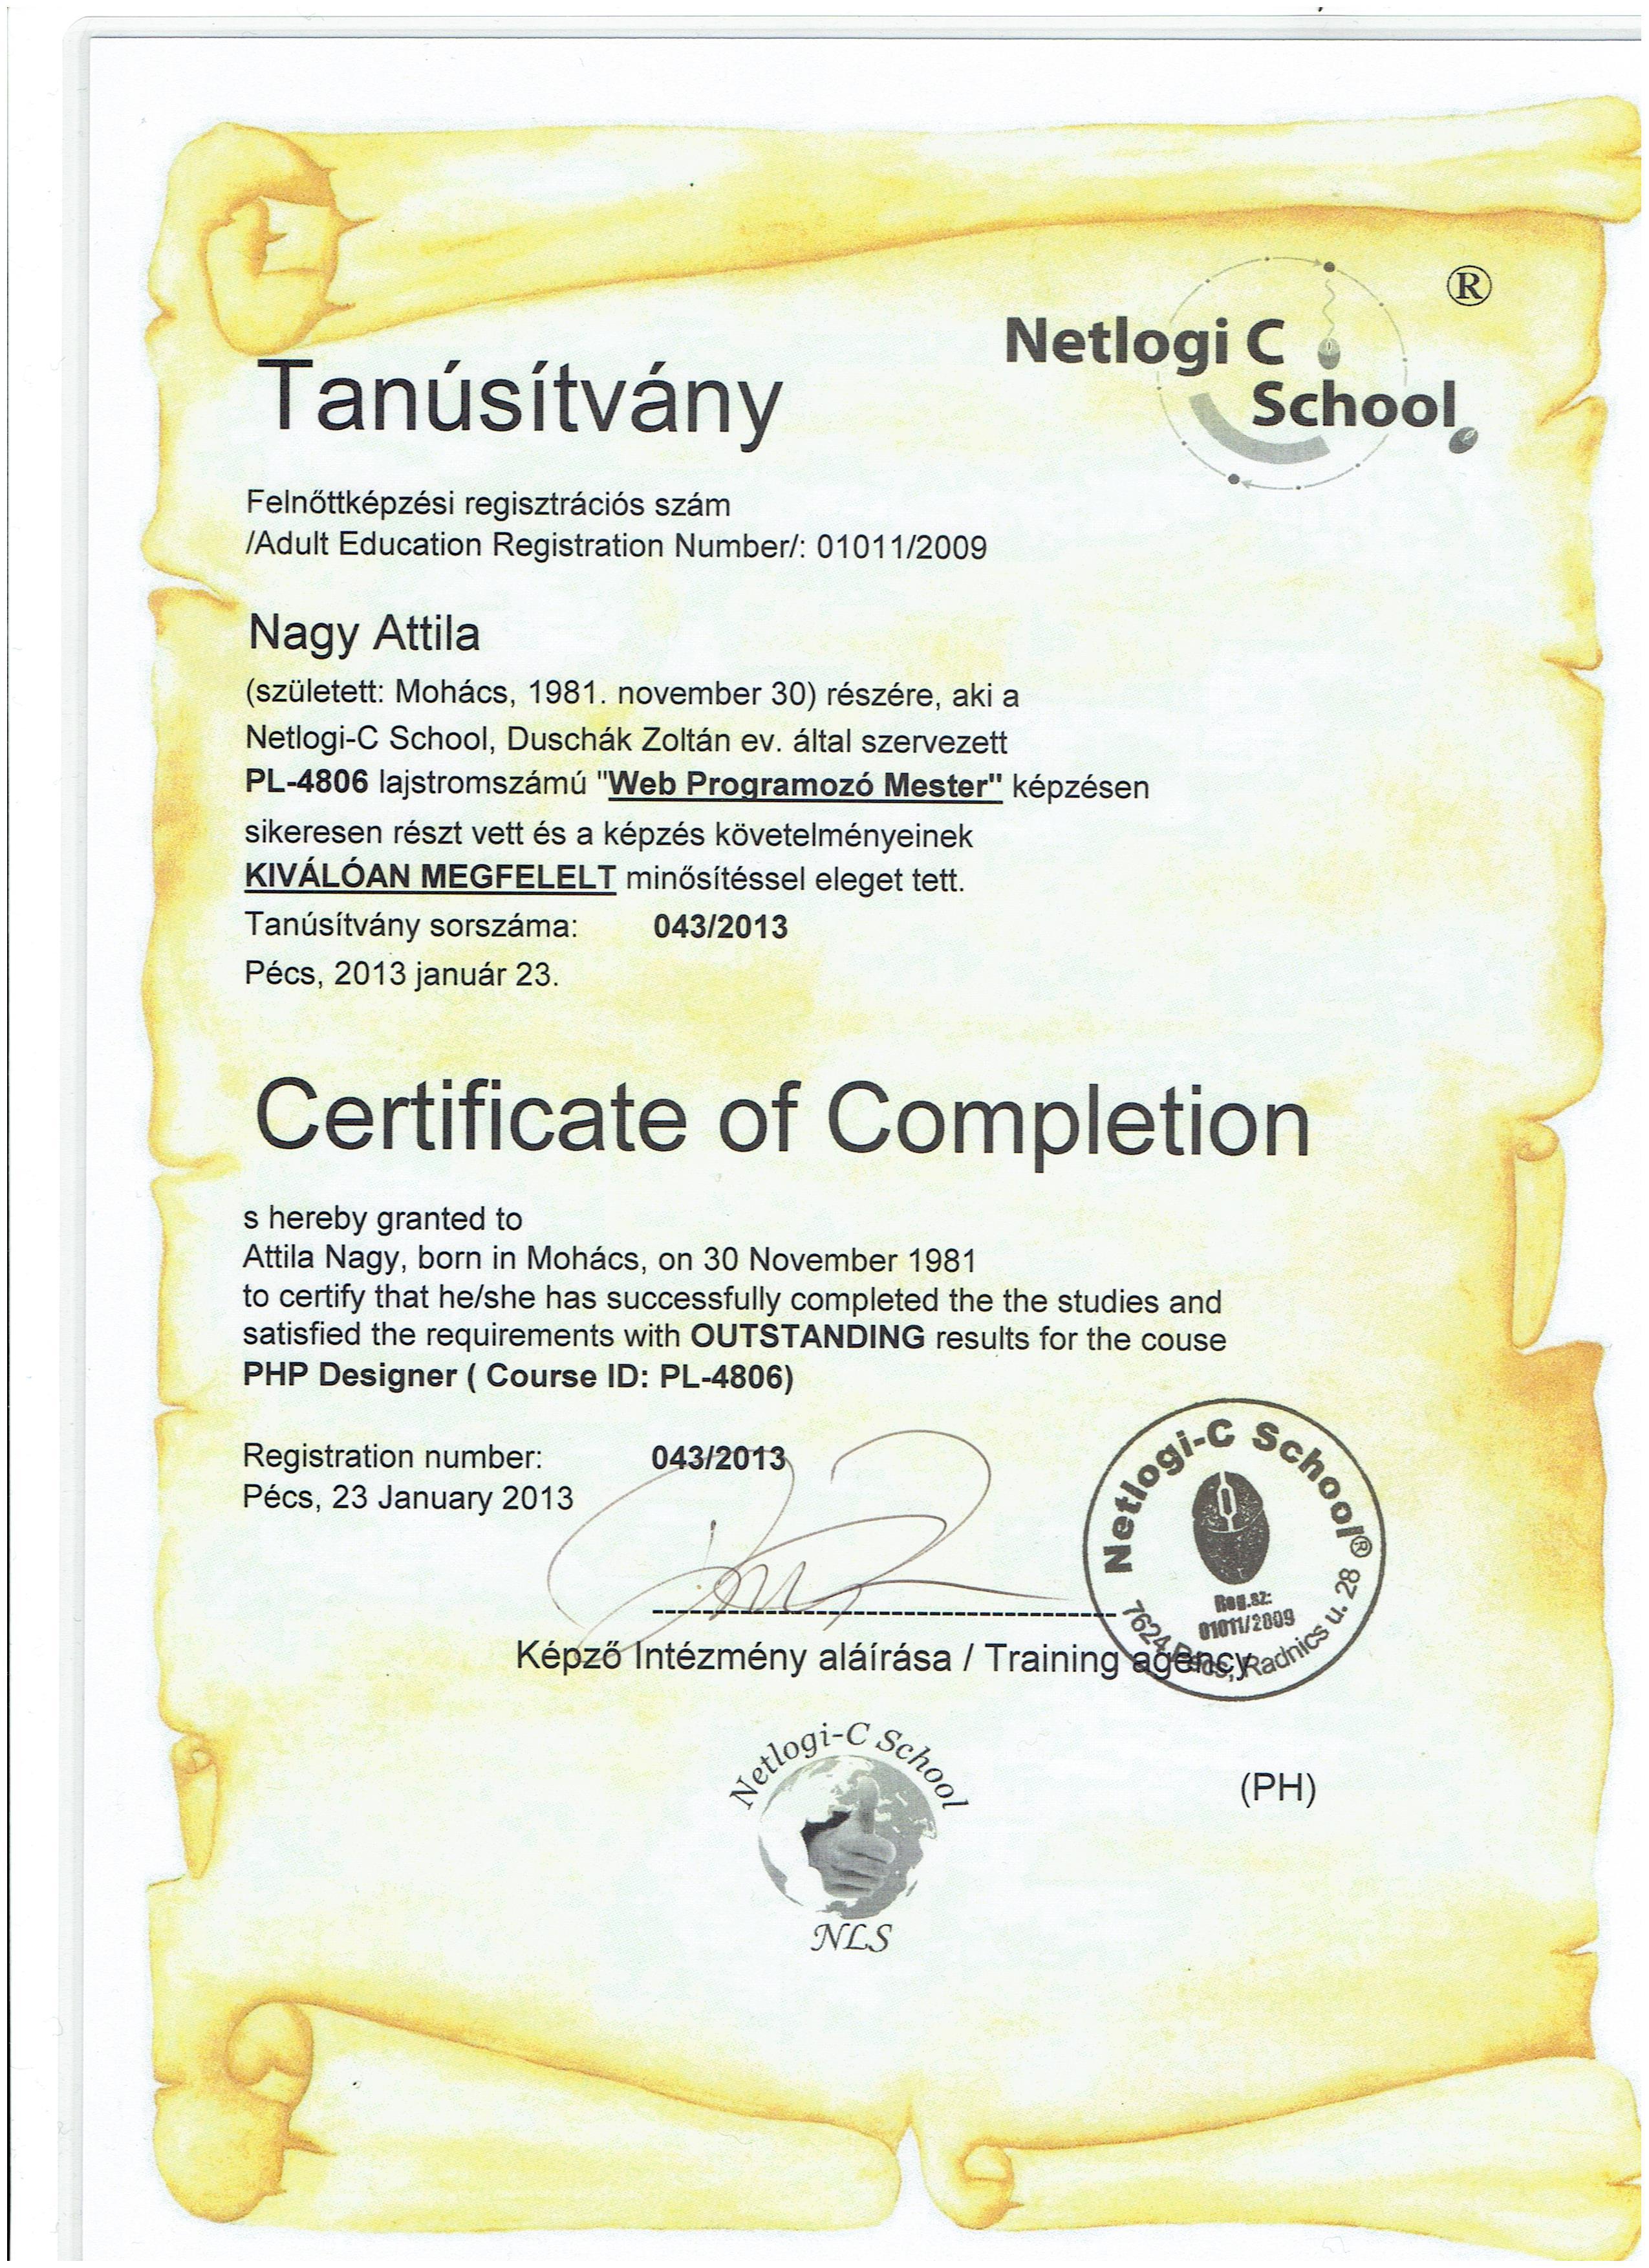 Netlogi C
School
®
Tanúsítvány
Felnőttképzési regisztrációs szám
/Adult Education Registration Number/: 01011/2009
Nagy Attila
(született: Mohács, 1981. november 30) részére, aki a
Netlogi-C School, Duschák Zoltán ev. által szervezett
PL-4806 lajstromszámú "Web Programozó Mester" képzésen
sikeresen részt vett és a képzés követelményeinek
KIVÁLÓAN MEGFELELT minősítéssel eleget tett.
Tanúsítvány sorszáma: 043/2013
Pécs, 2013 január 23.
Certificate of Completion
s hereby granted to
Attila Nagy, born in Mohács, on 30 November 1981
to certify that he/she has successfully completed the the studies and
satisfied the requirements with OUTSTANDING results for the couse
PHP Designer ( Course ID: PL-4806)
Registration number: 043/2013
Pécs, 23 January 2013
Netlogi-C School®
Reg.sz:
01011/2009
7624 Pécs, Radnics u. 28
Képző Intézmény aláírása / Training agency
Netlogi-C School
NLS
(PH)